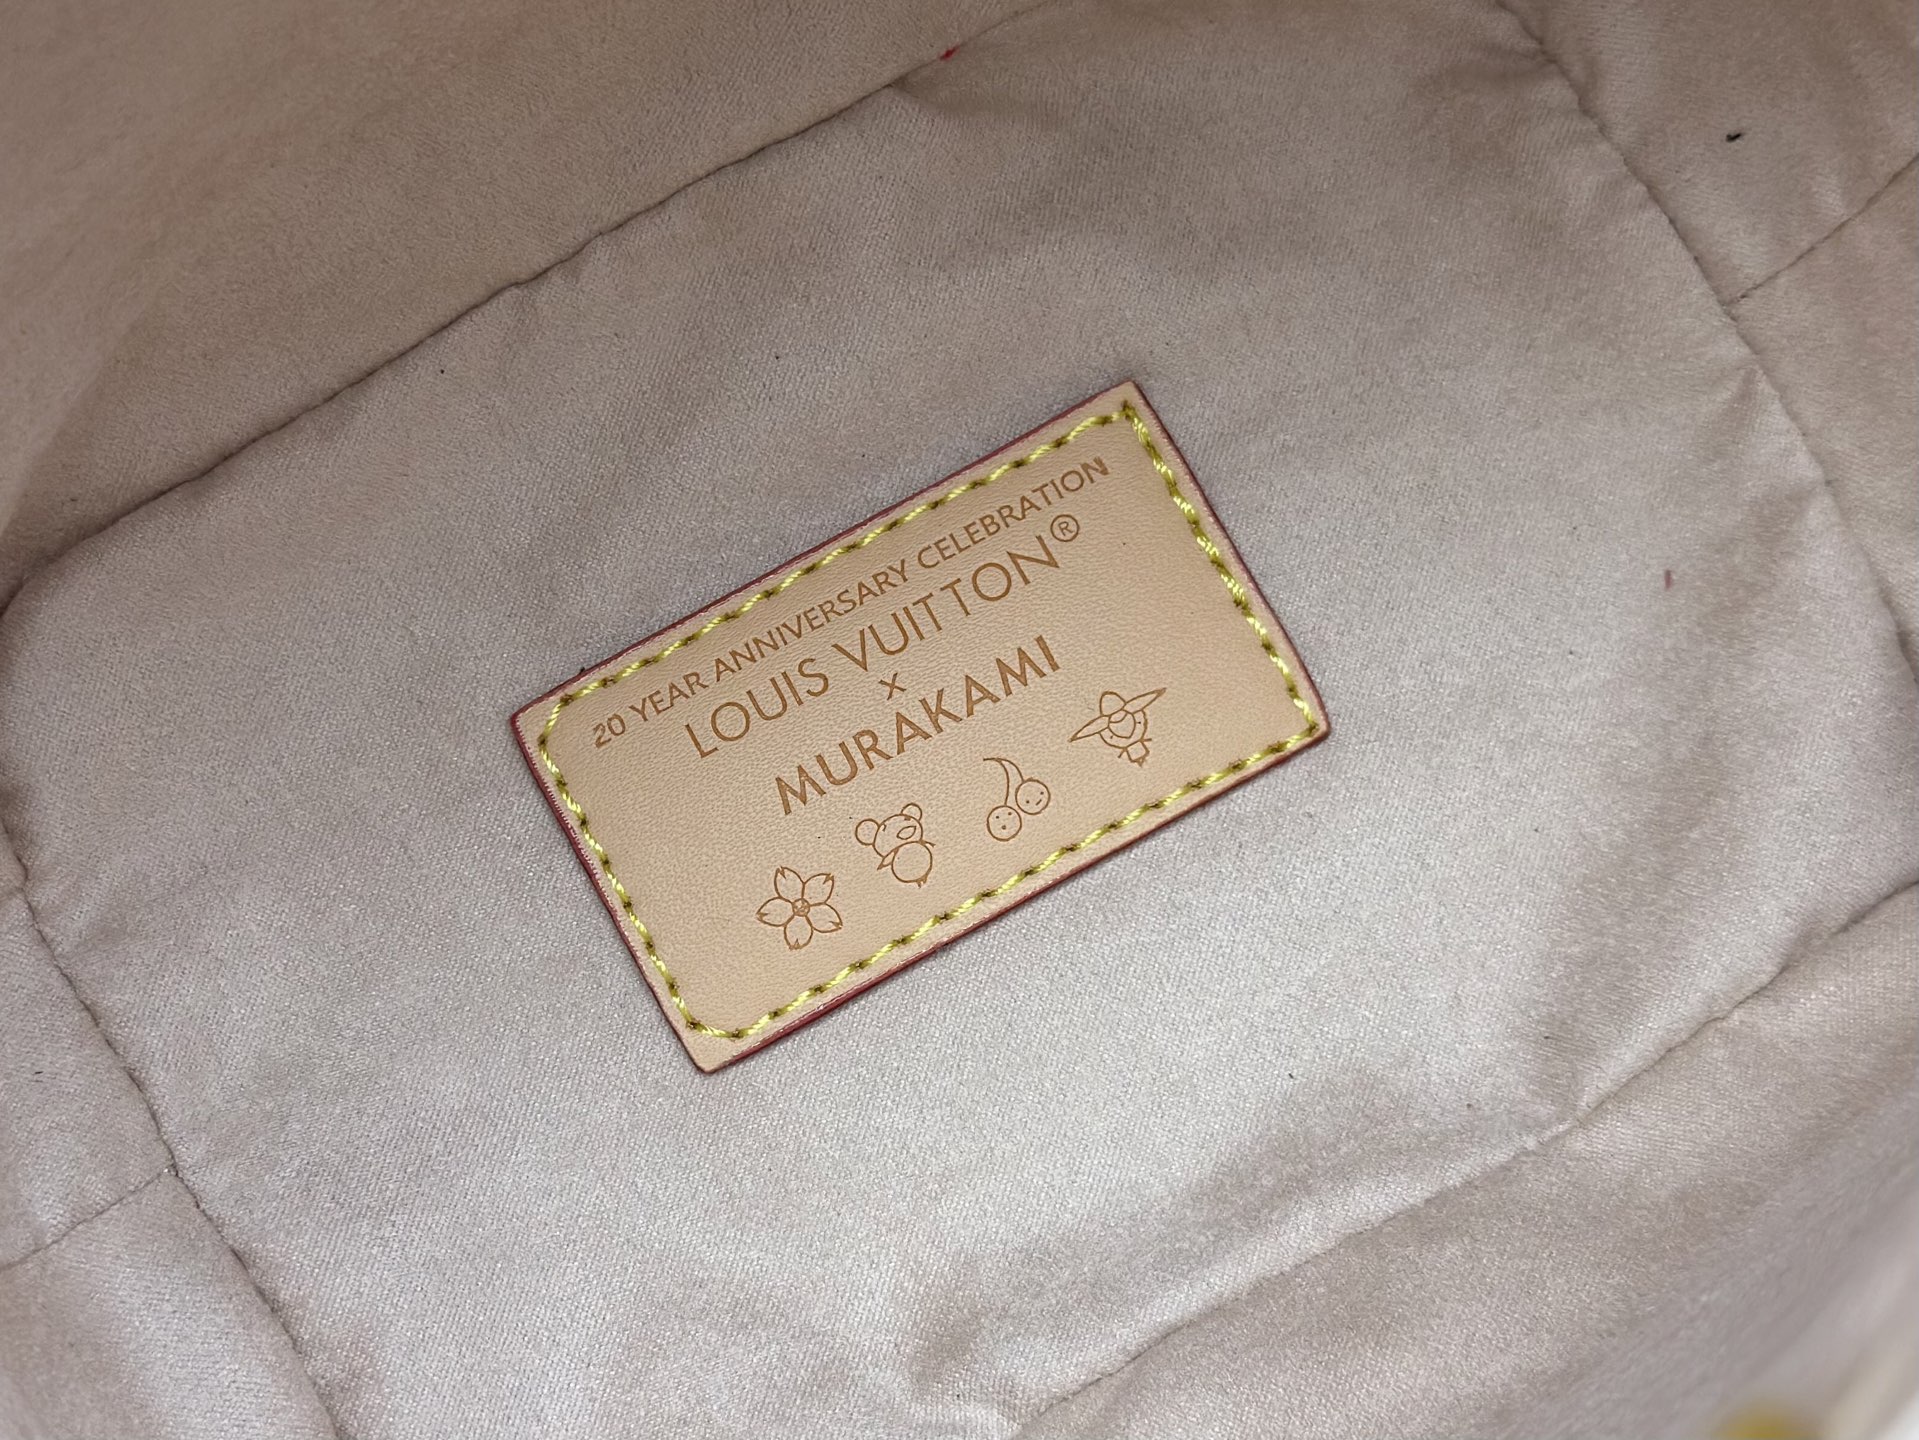 20 YEAR ANNIVERSARY CELEBRATION
LOUIS VUITTON®
×
MURAKAMI